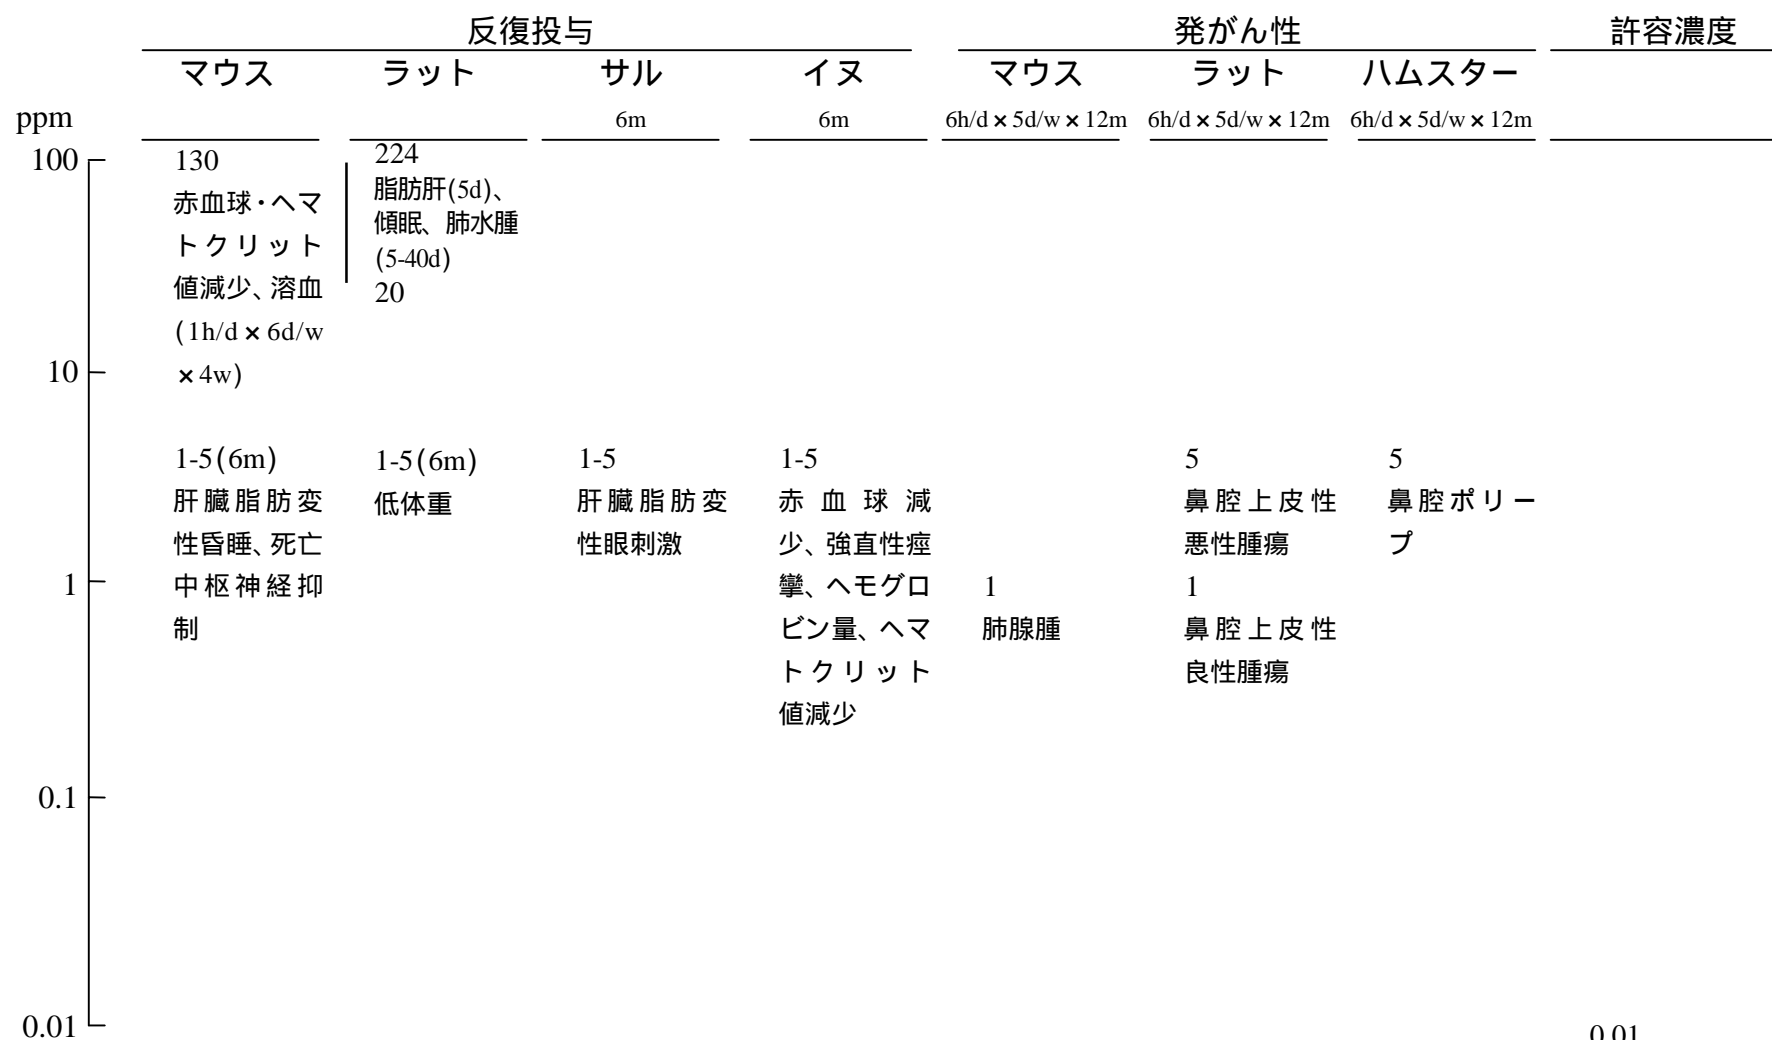 反復投与
発がん性
許容濃度
マウス
ラット
サル
イヌ
マウス
ラット
ハムスター
ppm
6m
6m
6h/d×5d/w×12m
6h/d×5d/w×12m
6h/d×5d/w×12m
100
10
1
0.1
0.01
130
赤血球・ヘマ
トクリット
値減少、溶血
(1h/d×6d/w
×4w)
1-5(6m)
肝臓脂肪変
性昏睡、死亡
中枢神経抑
制
224
脂肪肝(5d)、
傾眠、肺水腫
(5-40d)
20
1-5(6m)
低体重
1-5
肝臓脂肪変
性眼刺激
1-5
赤血球減
少、強直性痙
攣、ヘモグロ
ビン量、ヘマ
トクリット
値減少
1
肺腺腫
5
鼻腔上皮性
悪性腫瘍
1
鼻腔上皮性
良性腫瘍
5
鼻腔ポリー
プ
0.01